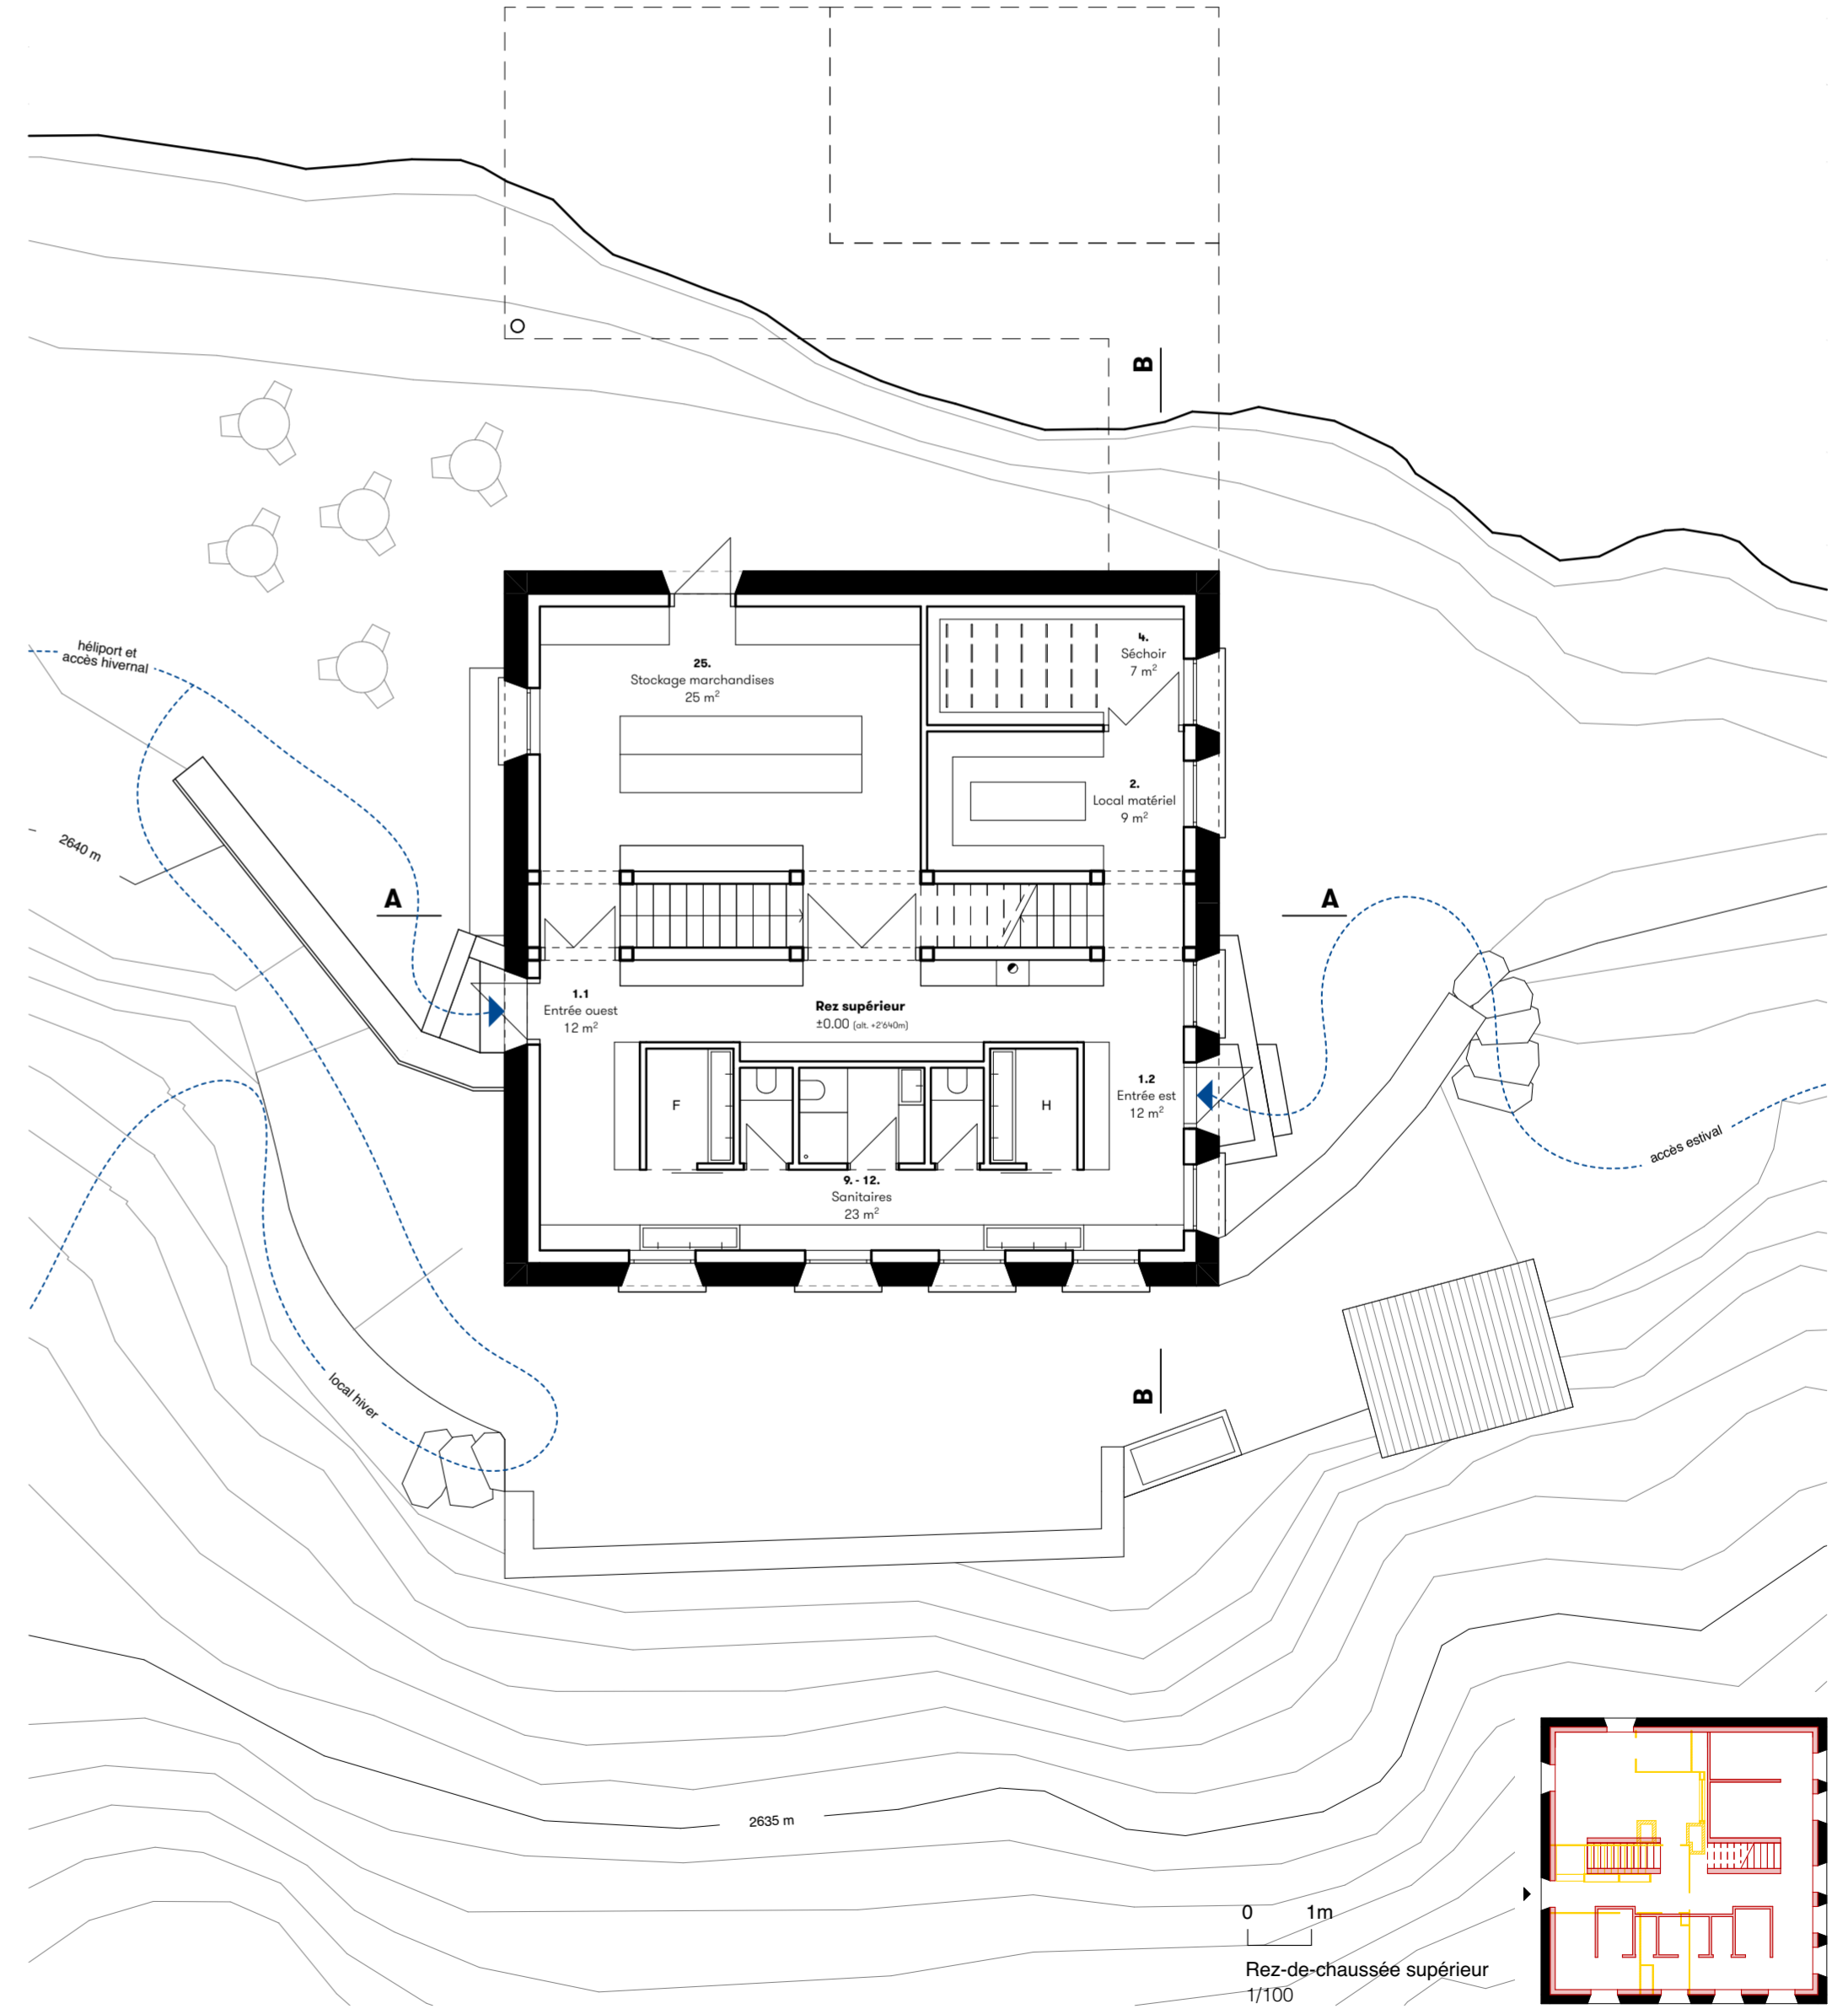 B
héliport et
accès hivernal
25.
Stockage marchandises
25 m²
4.
Séchoir
7 m²
2.
Local matériel
9 m²
2640 m
A
A
1.1
Entrée ouest
12 m²
Rez supérieur
±0.00 (alt. +2'640m)
F
H
1.2
Entrée est
12 m²
accès estival
9. - 12.
Sanitaires
23 m²
local hiver
B
2635 m
0 1m
Rez-de-chaussée supérieur
1/100